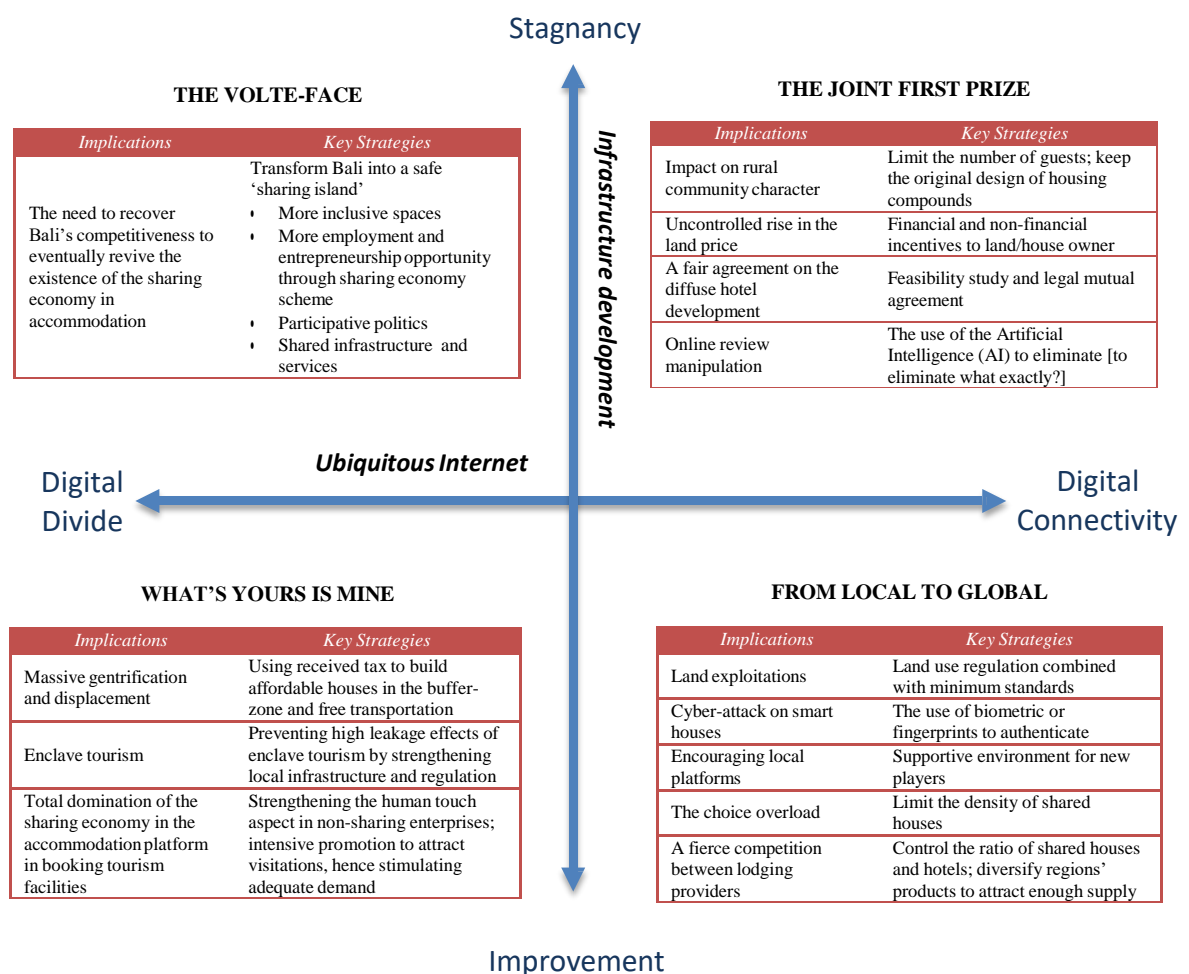 Stagnancy
THE VOLTE-FACE
Implications
Key Strategies
The need to recover
Bali’s competitiveness to
eventually revive the
existence of the sharing
economy in
accommodation
Transform Bali into a safe
‘sharing island’
• More inclusive spaces
• More employment and
entrepreneurship opportunity
through sharing economy
scheme
• Participative politics
• Shared infrastructure and
services
Infrastructure development
THE JOINT FIRST PRIZE
Implications
Key Strategies
Impact on rural
community character
Limit the number of guests; keep
the original design of housing
compounds
Uncontrolled rise in the
land price
Financial and non-financial
incentives to land/house owner
A fair agreement on the
diffuse hotel
development
Feasibility study and legal mutual
agreement
Online review
manipulation
The use of the Artificial
Intelligence (AI) to eliminate [to
eliminate what exactly?]
Ubiquitous Internet
Digital
Divide
Digital
Connectivity
WHAT’S YOURS IS MINE
Implications
Key Strategies
Massive gentrification
and displacement
Using received tax to build
affordable houses in the buffer-
zone and free transportation
Enclave tourism
Preventing high leakage effects of
enclave tourism by strengthening
local infrastructure and regulation
Total domination of the
sharing economy in the
accommodation platform
in booking tourism
facilities
Strengthening the human touch
aspect in non-sharing enterprises;
intensive promotion to attract
visitations, hence stimulating
adequate demand
FROM LOCAL TO GLOBAL
Implications
Key Strategies
Land exploitations
Land use regulation combined
with minimum standards
Cyber-attack on smart
houses
The use of biometric or
fingerprints to authenticate
Encouraging local
platforms
Supportive environment for new
players
The choice overload
Limit the density of shared
houses
A fierce competition
between lodging
providers
Control the ratio of shared houses
and hotels; diversify regions’
products to attract enough supply
Improvement